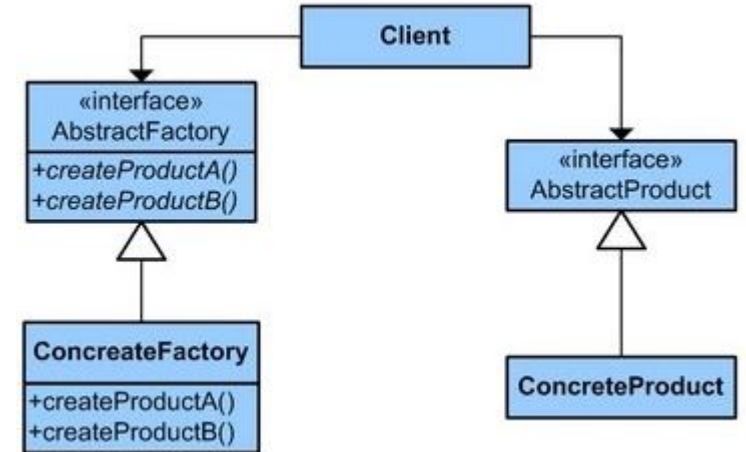 Client
«interface»
AbstractFactory
+createProductA()
+createProductB()
«interface»
AbstractProduct
ConcreateFactory
+createProductA()
+createProductB()
ConcreteProduct